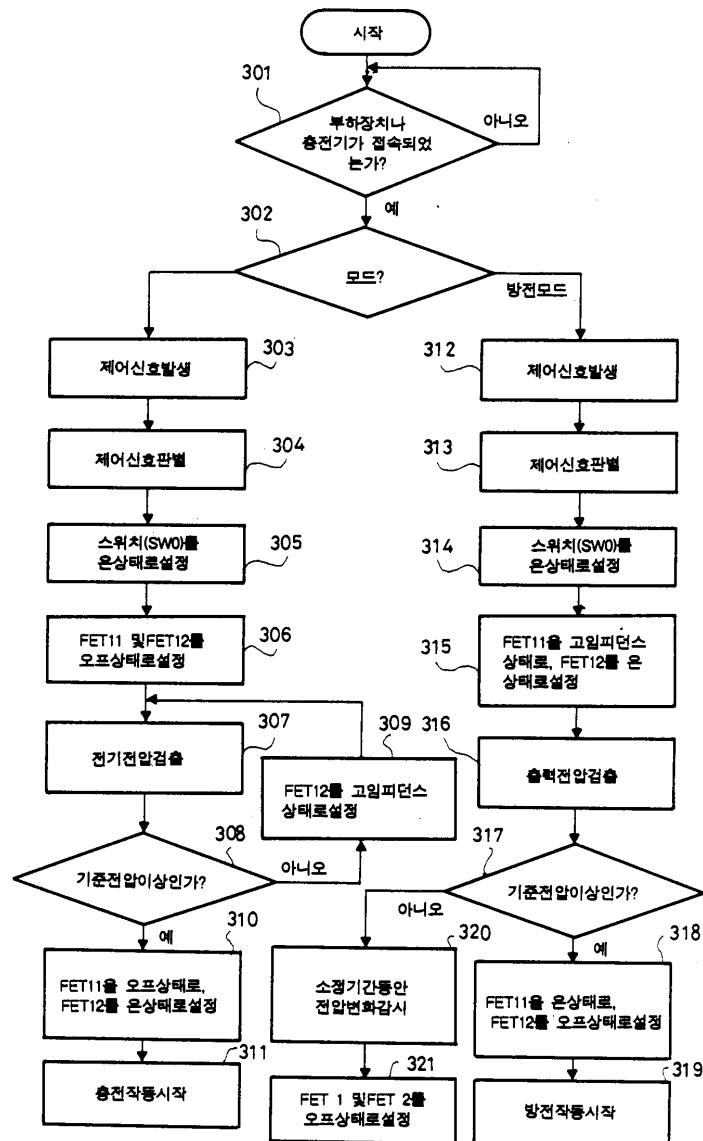 시작
301
부하장치나
충전기가 접속되었
는가?
아니오
예
302
모드?
방전모드
303
제어신호발생
312
제어신호발생
304
제어신호판별
313
제어신호판별
305
스위치(SW0)를
온상태로설정
314
스위치(SW0)를
온상태로설정
306
FET11 및FET12를
오프상태로설정
315
FET11을 고임피던스
상태로, FET12를 온
상태로설정
307
전기전압검출
309
FET12를 고임피던스
상태로설정
316
출력전압검출
308
기준전압이상인가?
아니오
예
317
기준전압이상인가?
아니오
예
310
FET11을 오프상태로,
FET12를 온상태로설정
320
소정기간동안
전압변화감시
318
FET11을 온상태로,
FET12를 오프상태로설정
311
충전작동시작
321
FET 1 및FET 2를
오프상태로설정
319
방전작동시작